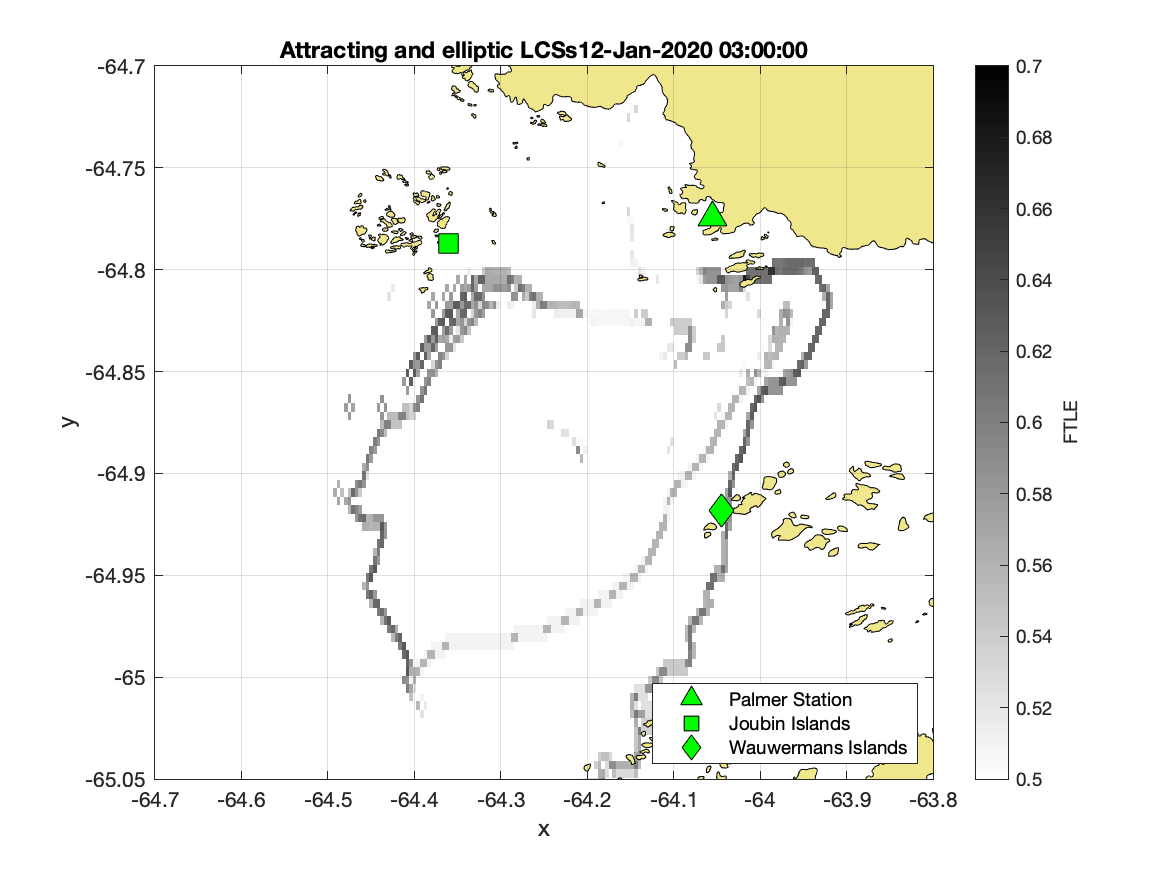 Attracting and elliptic LCSs12-Jan-2020 03:00:00
-64.7
-64.75
-64.8
-64.85
-64.9
-64.95
-65
-65.05
y
-64.7 -64.6 -64.5 -64.4 -64.3 -64.2 -64.1 -64 -63.9 -63.8
x
Palmer Station
Joubin Islands
Wauwermans Islands
0.7
0.68
0.66
0.64
0.62
0.6
0.58
0.56
0.54
0.52
0.5
FTLE